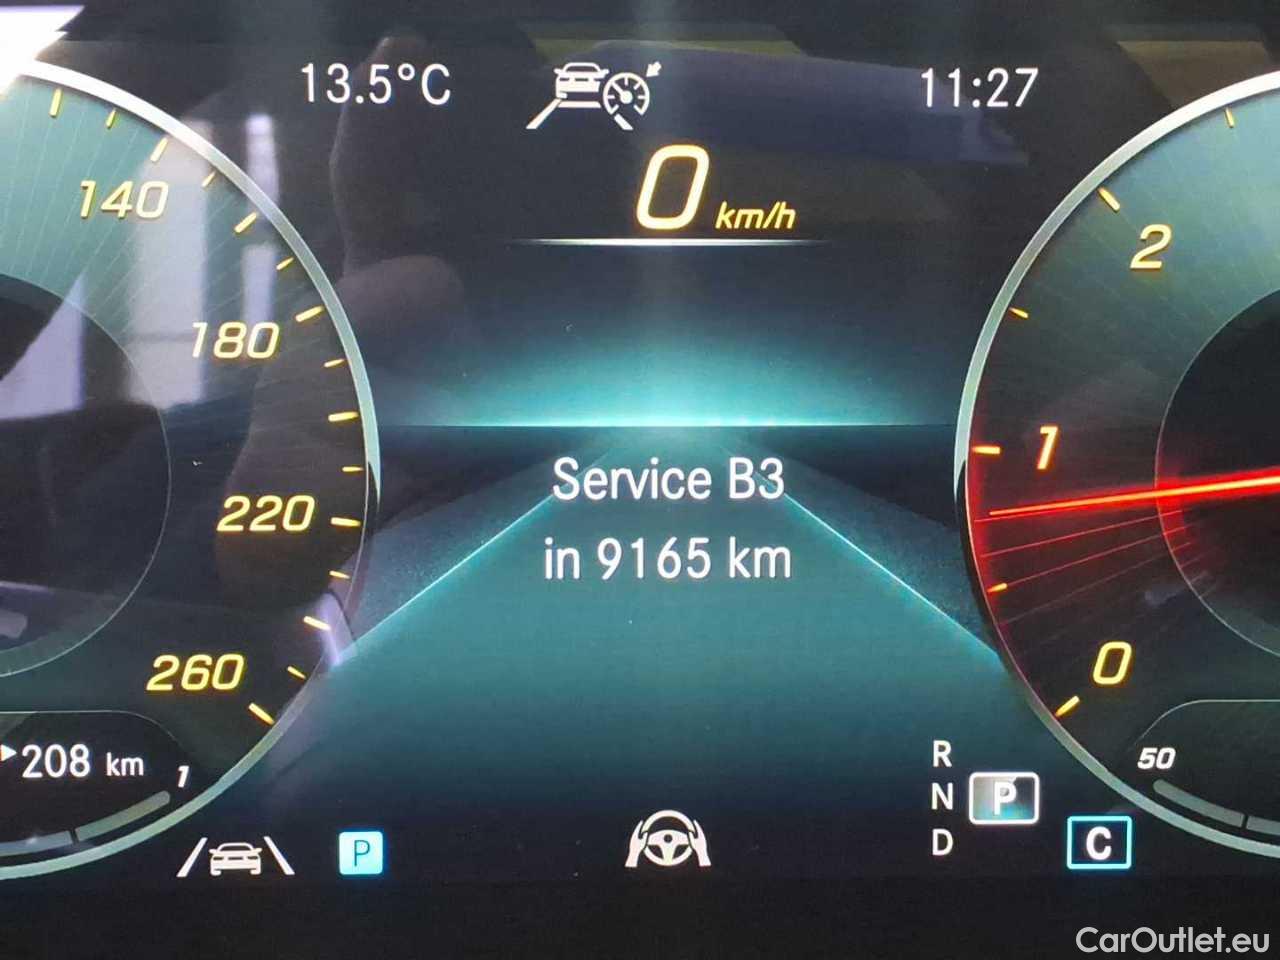 13.5°C
11:27
0 km/h
140
180
220
260
2
1
0
Service B3
in 9165 km
208 km
1
50
R
N
D
P
C
P
CarOutlet.eu